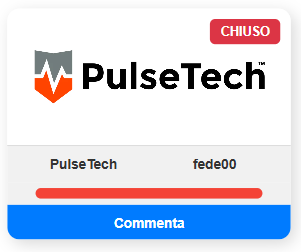 CHIUSO
PulseTech™
PulseTech fede00
Commenta